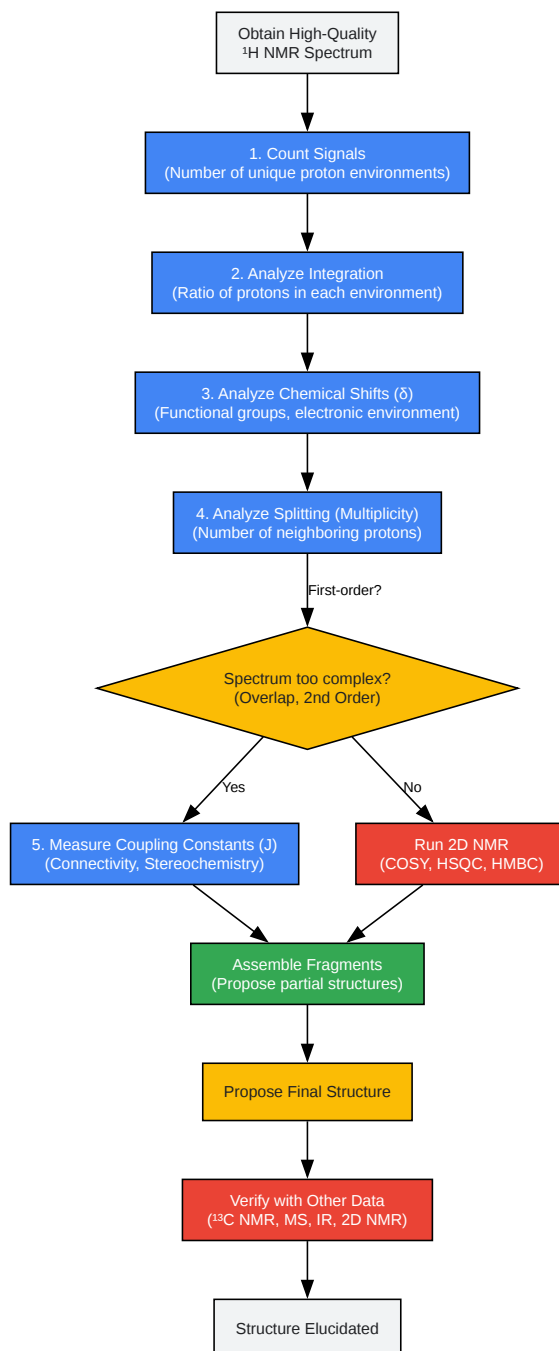 Obtain High-Quality
¹H NMR Spectrum
1. Count Signals
(Number of unique proton environments)
2. Analyze Integration
(Ratio of protons in each environment)
3. Analyze Chemical Shifts (δ)
(Functional groups, electronic environment)
4. Analyze Splitting (Multiplicity)
(Number of neighboring protons)
First-order?
Spectrum too complex?
(Overlap, 2nd Order)
Yes
No
5. Measure Coupling Constants (J)
(Connectivity, Stereochemistry)
Run 2D NMR
(COSY, HSQC, HMBC)
Assemble Fragments
(Propose partial structures)
Propose Final Structure
Verify with Other Data
(¹³C NMR, MS, IR, 2D NMR)
Structure Elucidated